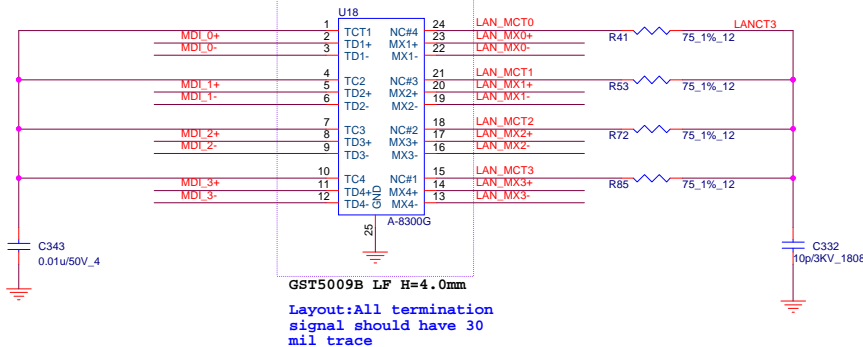 U18
1 TCT1 NC#4 24 LAN_MCT0 R41 75_1%_12 LANCT3
MDI_0+ 2 TD1+ MX1+ 23 LAN_MX0+
MDI_0- 3 TD1- MX1- 22 LAN_MX0-
4 TC2 NC#3 21 LAN_MCT1 R53 75_1%_12
MDI_1+ 5 TD2+ MX2+ 20 LAN_MX1+
MDI_1- 6 TD2- MX2- 19 LAN_MX1-
7 TC3 NC#2 18 LAN_MCT2 R72 75_1%_12
MDI_2+ 8 TD3+ MX3+ 17 LAN_MX2+
MDI_2- 9 TD3- MX3- 16 LAN_MX2-
10 TC4 NC#1 15 LAN_MCT3 R85 75_1%_12
MDI_3+ 11 TD4+ MX4+ 14 LAN_MX3+
MDI_3- 12 TD4- MX4- 13 LAN_MX3-
GND
25
A-8300G
C343
0.01u/50V_4
C332
10p/3KV_1808
GST5009B LF H=4.0mm
Layout:All termination
signal should have 30
mil trace